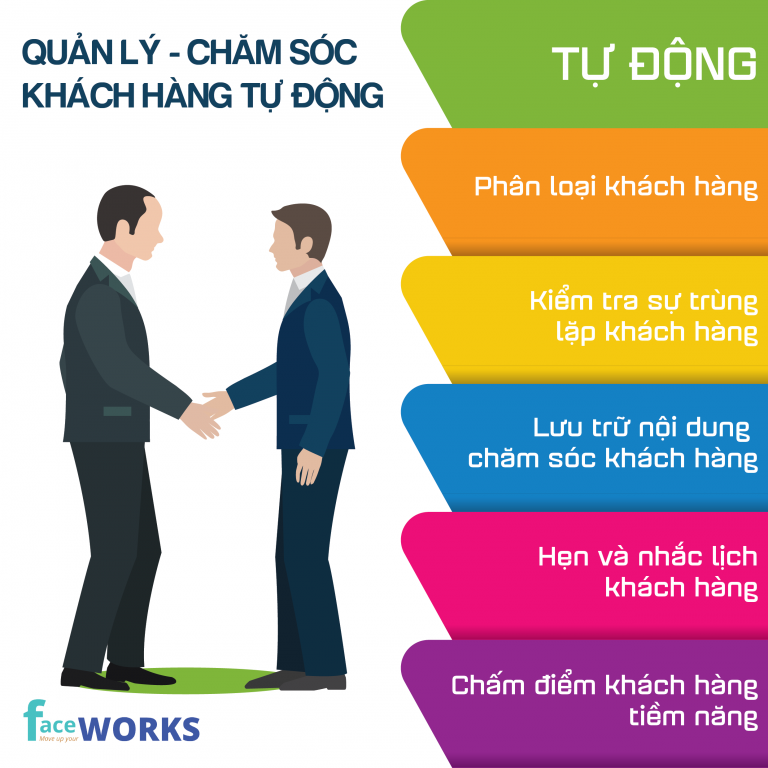 QUẢN LÝ - CHĂM SÓC
KHÁCH HÀNG TỰ ĐỘNG
TỰ ĐỘNG
Phân loại khách hàng
Kiểm tra sự trùng
lặp khách hàng
Lưu trữ nội dung
chăm sóc khách hàng
Hẹn và nhắc lịch
khách hàng
Chấm điểm khách hàng
tiềm năng
faceWORKS
Move up your